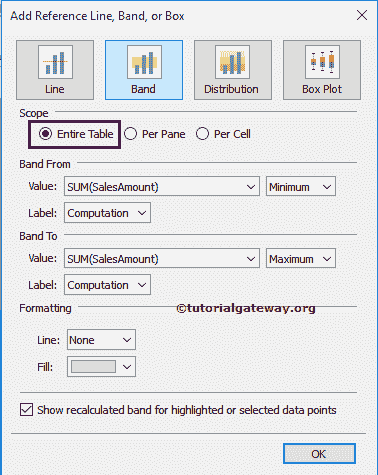 Add Reference Line, Band, or Box
Line Band Distribution Box Plot
Scope
Entire Table Per Pane Per Cell
Band From
Value: SUM(SalesAmount) Minimum
Label: Computation
Band To
Value: SUM(SalesAmount) Maximum
Label: Computation
©tutorialgateway.org
Formatting
Line: None
Fill:
Show recalculated band for highlighted or selected data points
OK